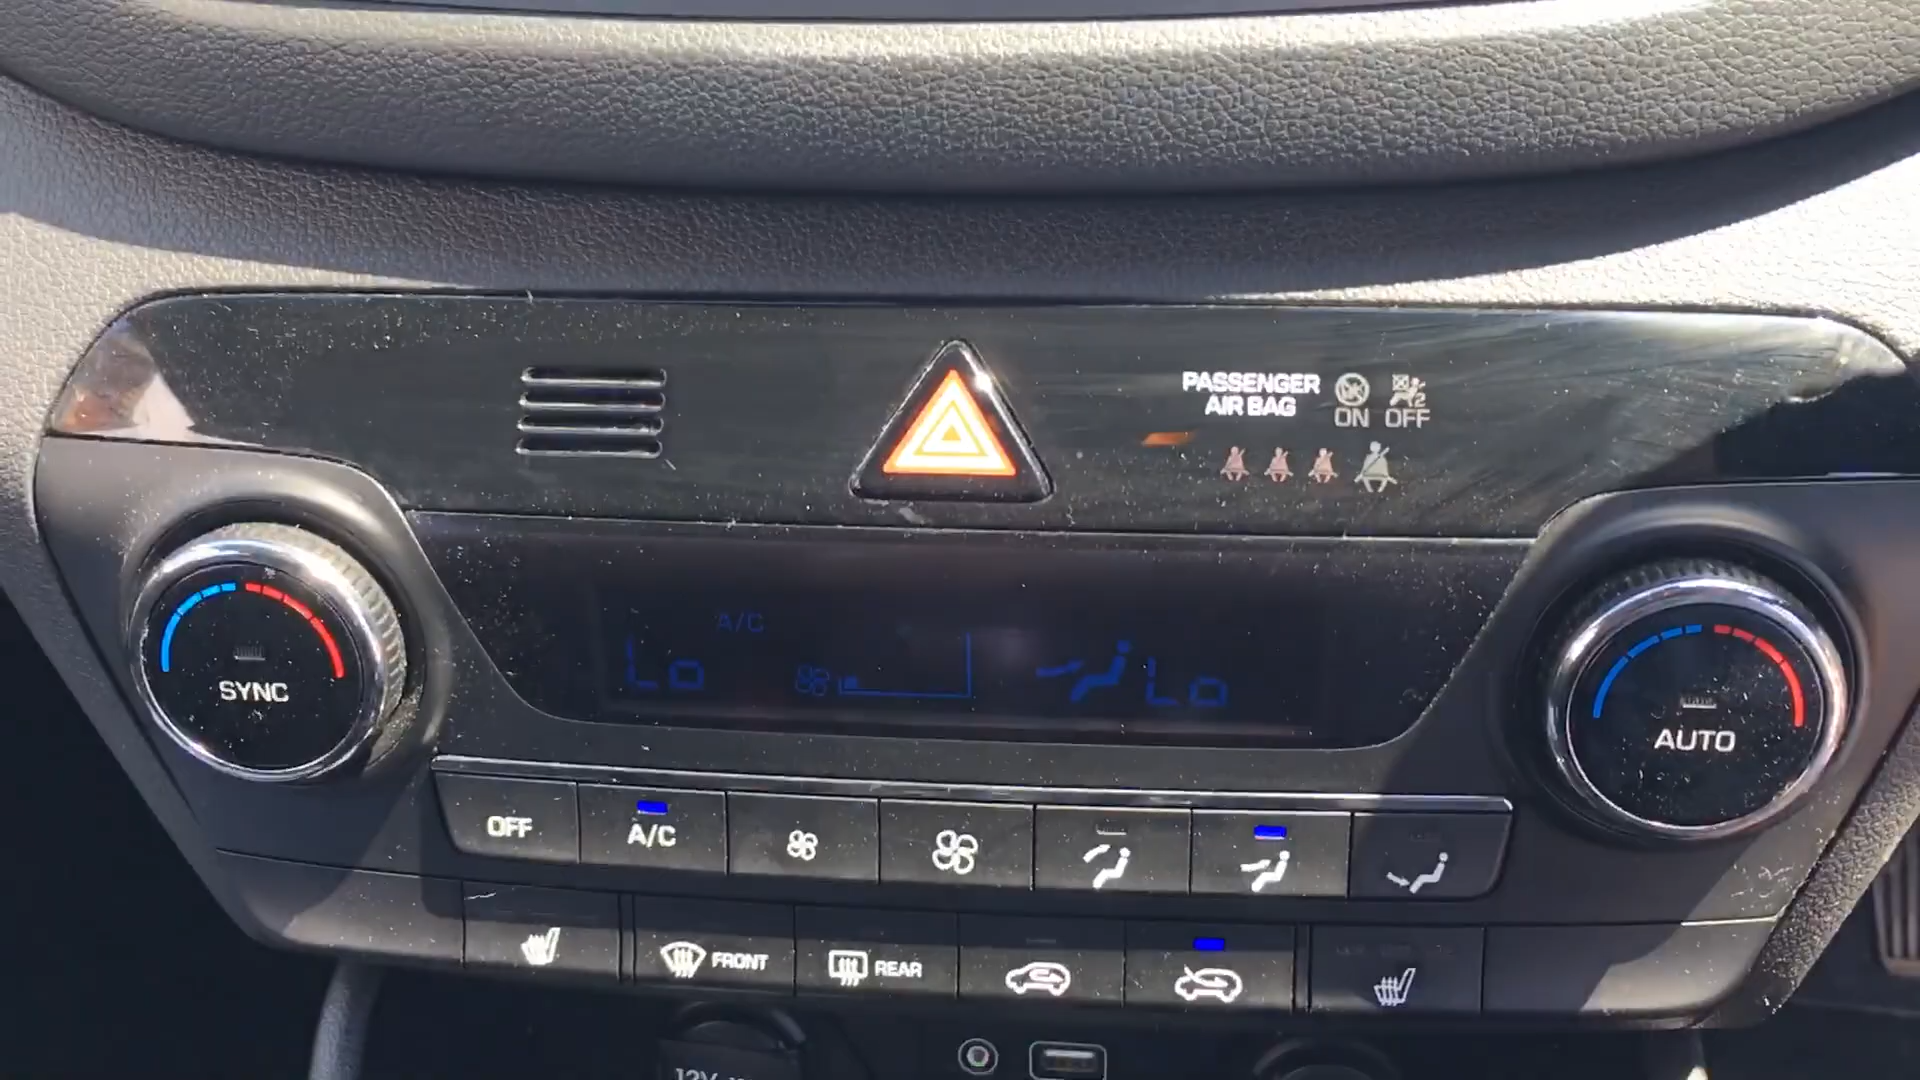 PASSENGER
AIR BAG
ON OFF
A/C
Lo
Lo
SYNC
AUTO
OFF
A/C
FRONT
REAR
12V